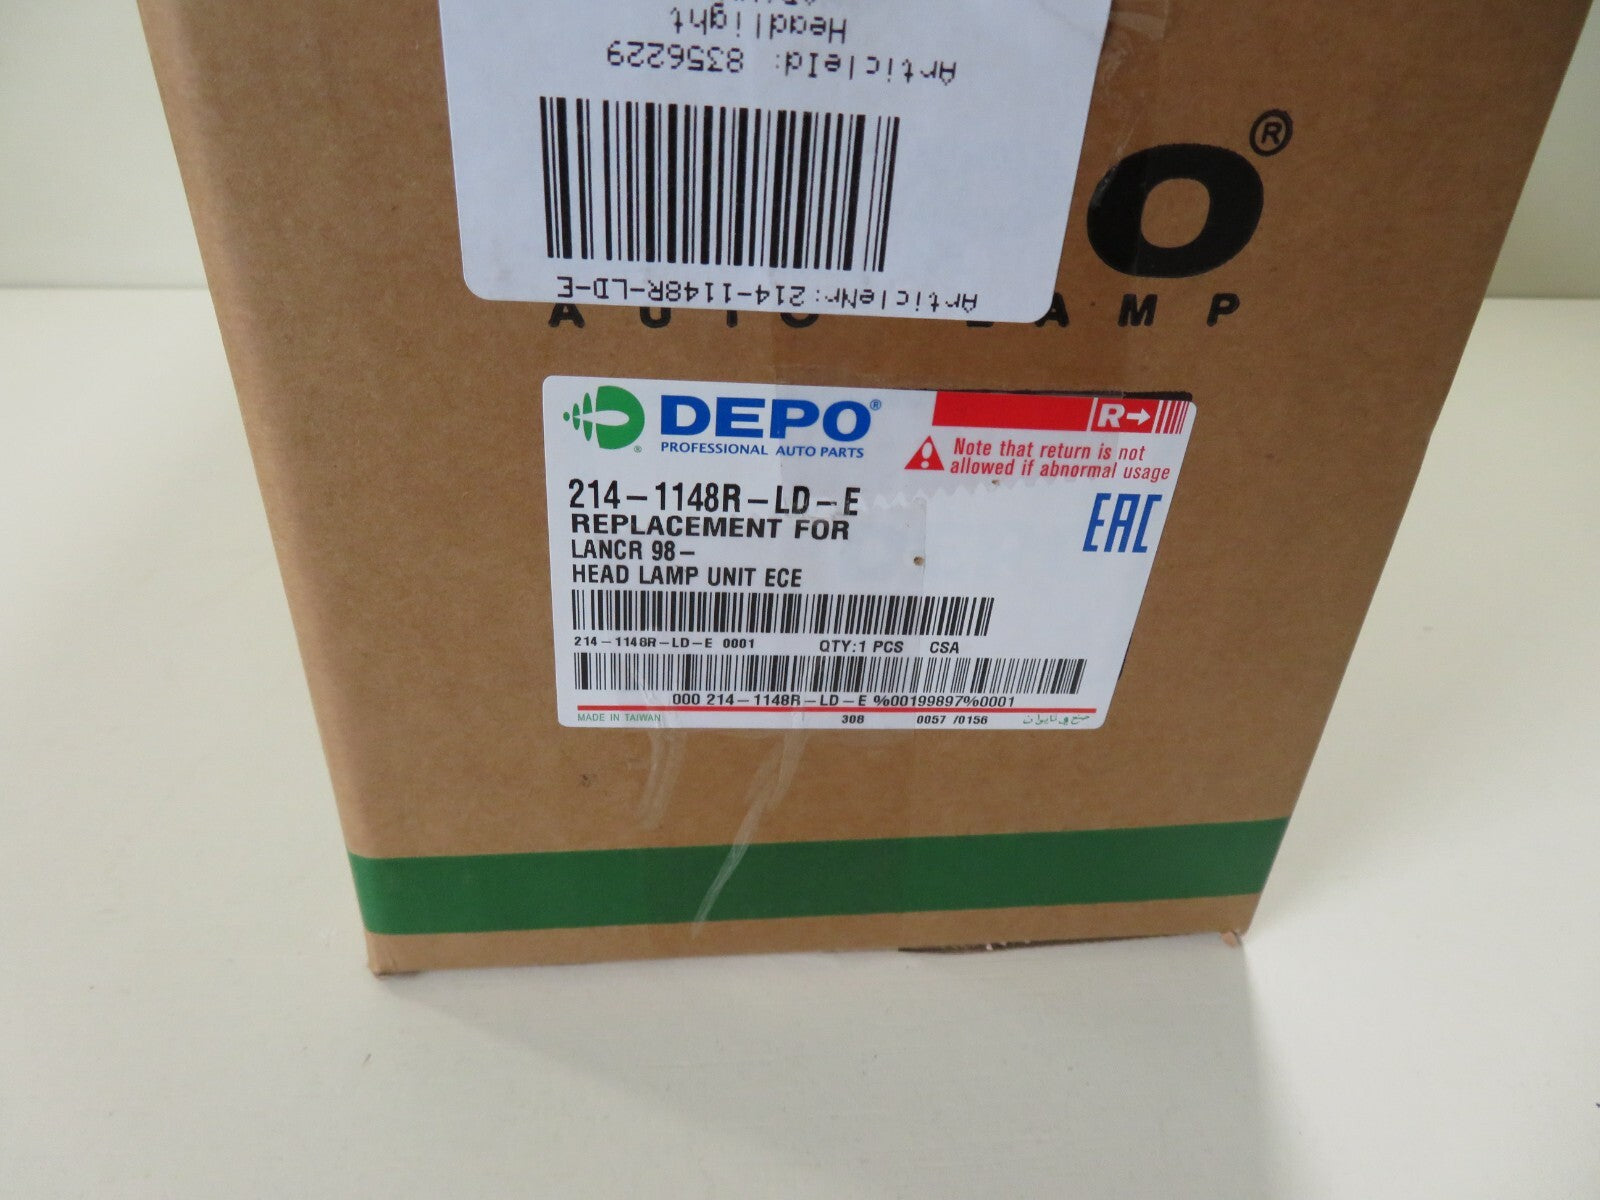 Headlight
ArticleId: 8356229
ArticleNr:214-1148R-LD-E
O®
AUTO LAMP
DEPO®
PROFESSIONAL AUTO PARTS
R→
Note that return is not
allowed if abnormal usage
214-1148R-LD-E
REPLACEMENT FOR
LANCR 98-
HEAD LAMP UNIT ECE
EAC
214-1148R-LD-E 0001 QTY:1 PCS CSA
000 214-1148R-LD-E %00199897%0001
MADE IN TAIWAN 308 0057 /0156